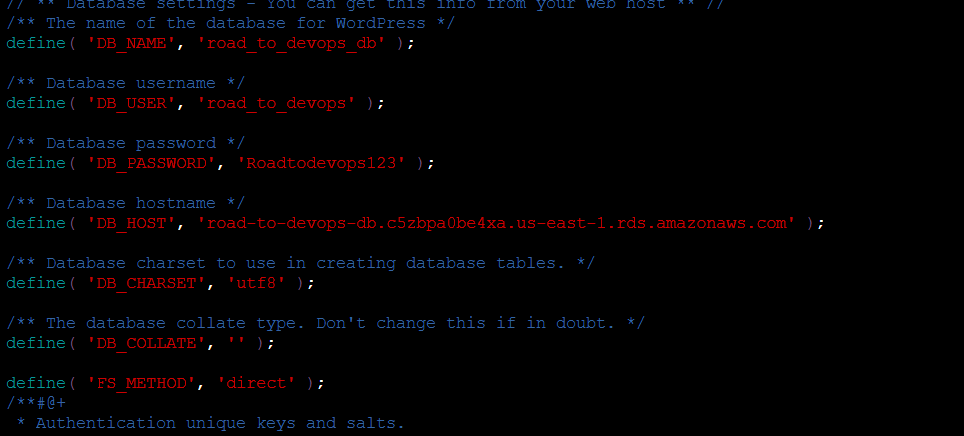 // ** Database settings - You can get this info from your web host ** //
/** The name of the database for WordPress */
define( 'DB_NAME', 'road_to_devops_db' );
/** Database username */
define( 'DB_USER', 'road_to_devops' );
/** Database password */
define( 'DB_PASSWORD', 'Roadtodevops123' );
/** Database hostname */
define( 'DB_HOST', 'road-to-devops-db.c5zbpa0be4xa.us-east-1.rds.amazonaws.com' );
/** Database charset to use in creating database tables. */
define( 'DB_CHARSET', 'utf8' );
/** The database collate type. Don't change this if in doubt. */
define( 'DB_COLLATE', '' );
define( 'FS_METHOD', 'direct' );
/**#@+
 * Authentication unique keys and salts.